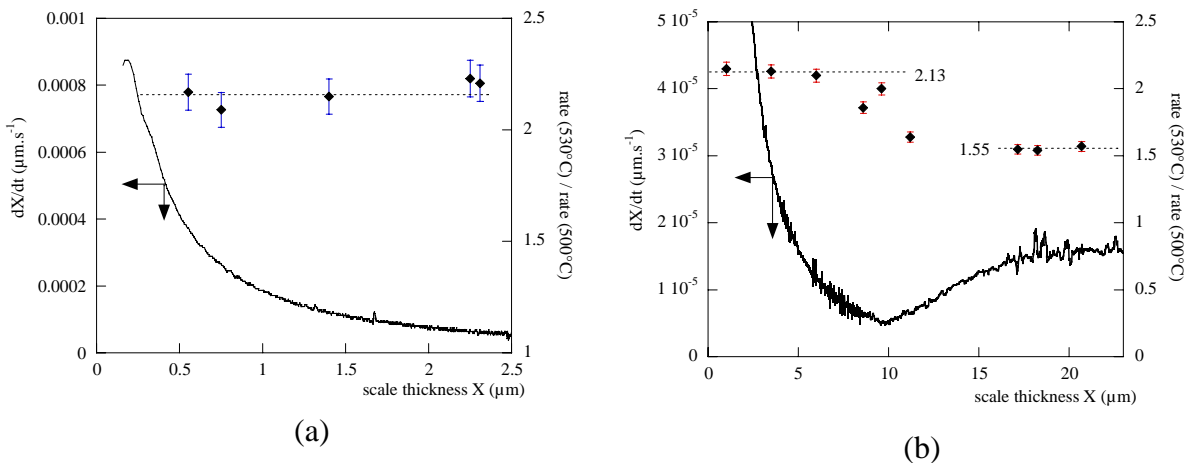 0.001
0.0008
0.0006
0.0004
0.0002
0
dX/dt (µm.s⁻¹)
2.5
2
1.5
1
rate (530°C) / rate (500°C)
0 0.5 1 1.5 2 2.5
scale thickness X (µm)
(a)
5 10⁻⁵
4 10⁻⁵
3 10⁻⁵
2 10⁻⁵
1 10⁻⁵
0
dX/dt (µm.s⁻¹)
2.13
1.55
2.5
2
1.5
1
0.5
0
rate (530°C) / rate (500°C)
0 5 10 15 20
scale thickness X (µm)
(b)